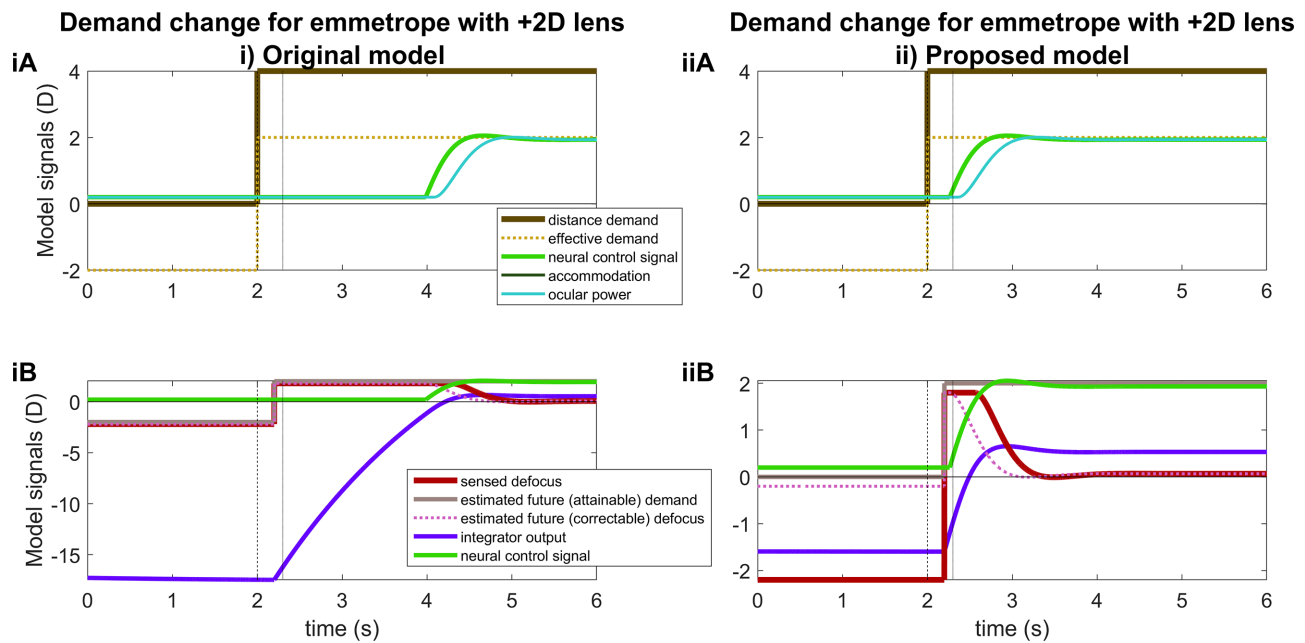 Demand change for emmetrope with +2D lens
i) Original model
iA
Model signals (D)
4
2
0
-2
0
1
2
3
4
5
6
distance demand
effective demand
neural control signal
accommodation
ocular power
Demand change for emmetrope with +2D lens
ii) Proposed model
iiA
4
2
0
-2
0
1
2
3
4
5
6
iB
Model signals (D)
0
-5
-10
-15
0
1
2
3
4
5
6
time (s)
sensed defocus
estimated future (attainable) demand
estimated future (correctable) defocus
integrator output
neural control signal
iiB
2
1
0
-1
-2
0
1
2
3
4
5
6
time (s)